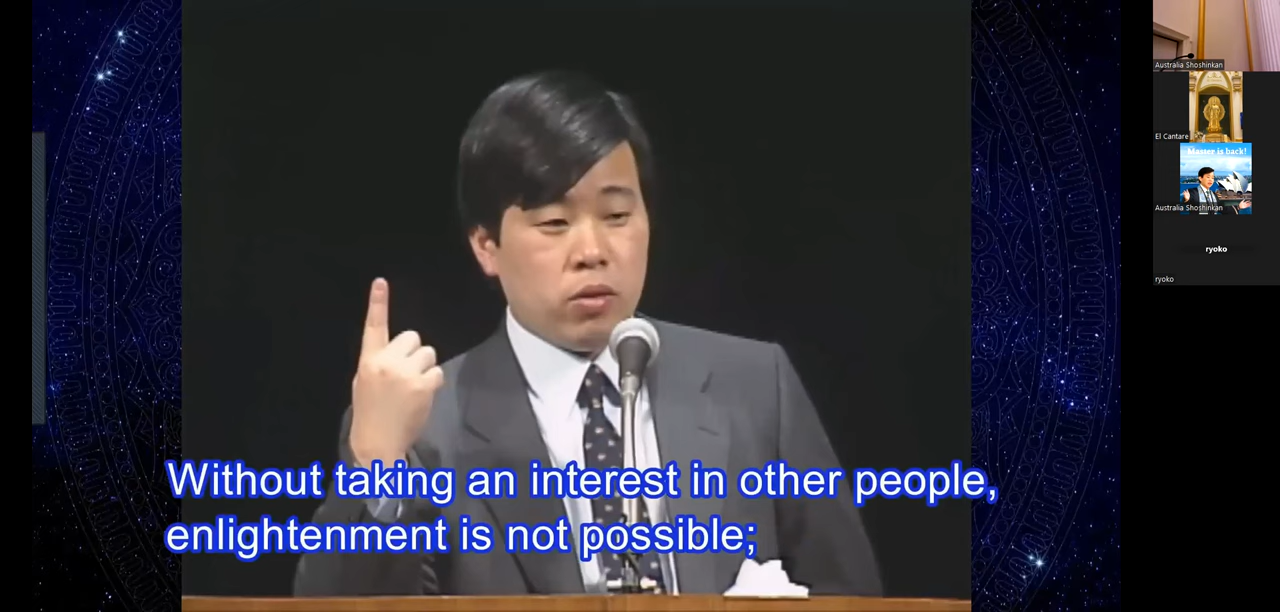 Without taking an interest in other people,
enlightenment is not possible;
Australia Shoshinkan
El Cantare
Master is back!
Australia Shoshinkan
ryoko
ryoko